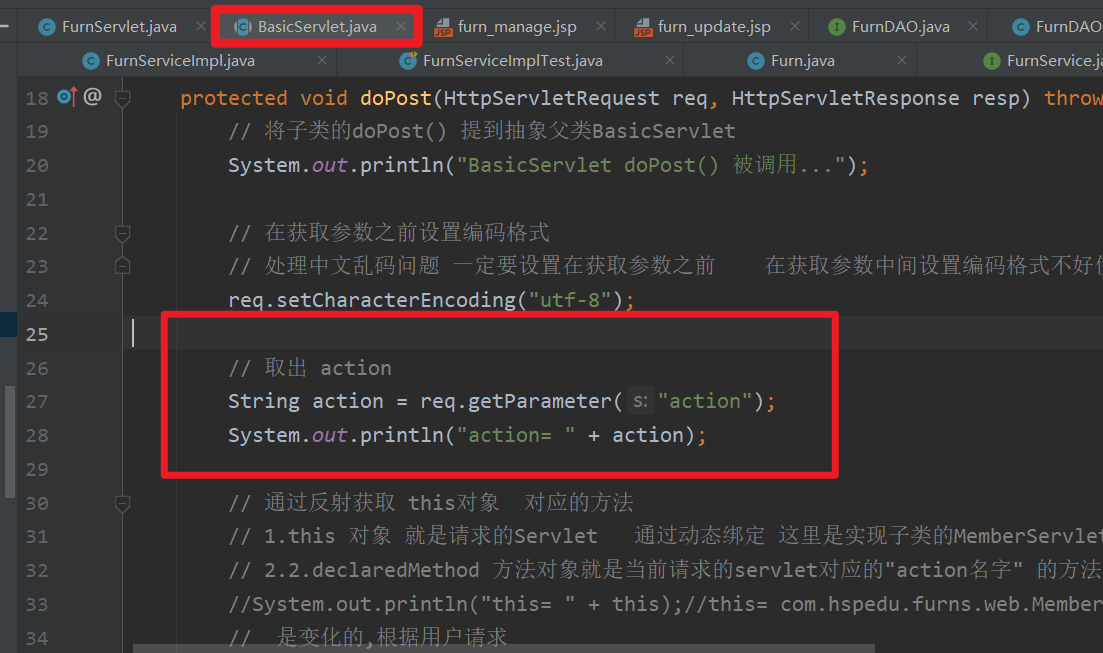 FurnServlet.java BasicServlet.java furn_manage.jsp furn_update.jsp FurnDAO.java FurnDAO
FurnServiceImpl.java FurnServiceImplTest.java Furn.java FurnService.ja
18 @ protected void doPost(HttpServletRequest req, HttpServletResponse resp) throw
19 // 将子类的doPost() 提到抽象父类BasicServlet
20 System.out.println("BasicServlet doPost() 被调用...");
21
22 // 在获取参数之前设置编码格式
23 // 处理中文乱码问题 一定要设置在获取参数之前 在获取参数中间设置编码格式不好
24 req.setCharacterEncoding("utf-8");
25
26 // 取出 action
27 String action = req.getParameter( s: "action");
28 System.out.println("action= " + action);
29
30 // 通过反射获取 this对象 对应的方法
31 // 1.this 对象 就是请求的Servlet 通过动态绑定 这里是实现子类的MemberServlet
32 // 2.2.declaredMethod 方法对象就是当前请求的servlet对应的"action名字" 的方法
33 //System.out.println("this= " + this);//this= com.hspedu.furns.web.Member
34 // 是变化的,根据用户请求